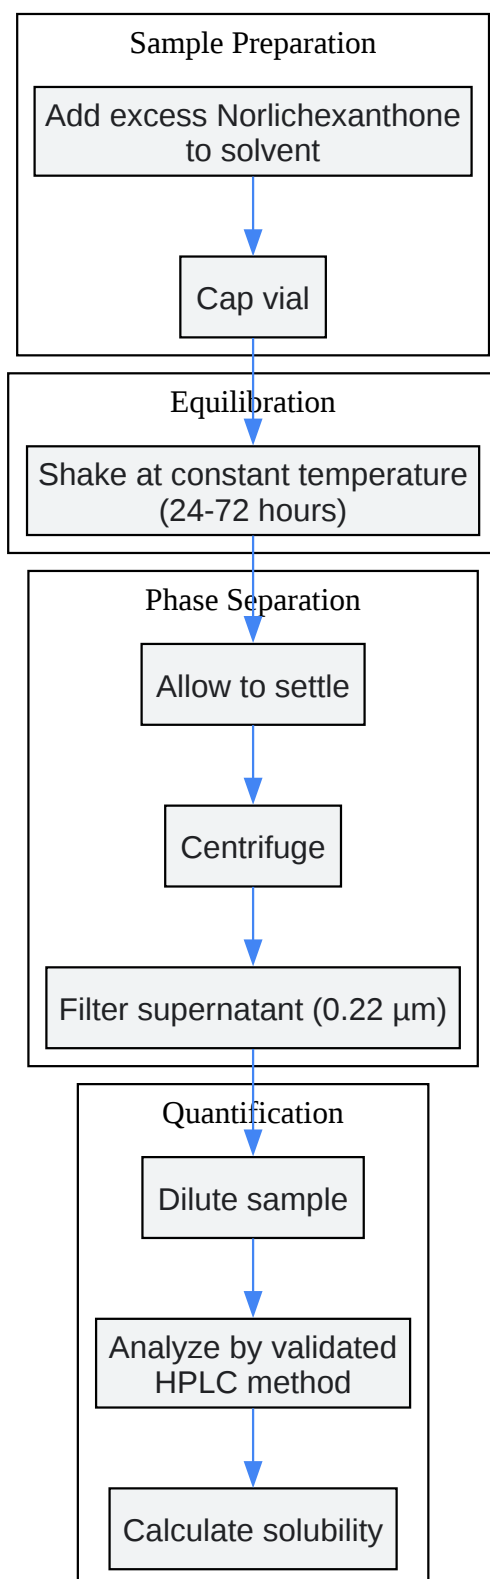 Sample Preparation
Add excess Norlichexanthone
to solvent
Cap vial
Equilibration
Shake at constant temperature
(24-72 hours)
Phase Separation
Allow to settle
Centrifuge
Filter supernatant (0.22 µm)
Quantification
Dilute sample
Analyze by validated
HPLC method
Calculate solubility